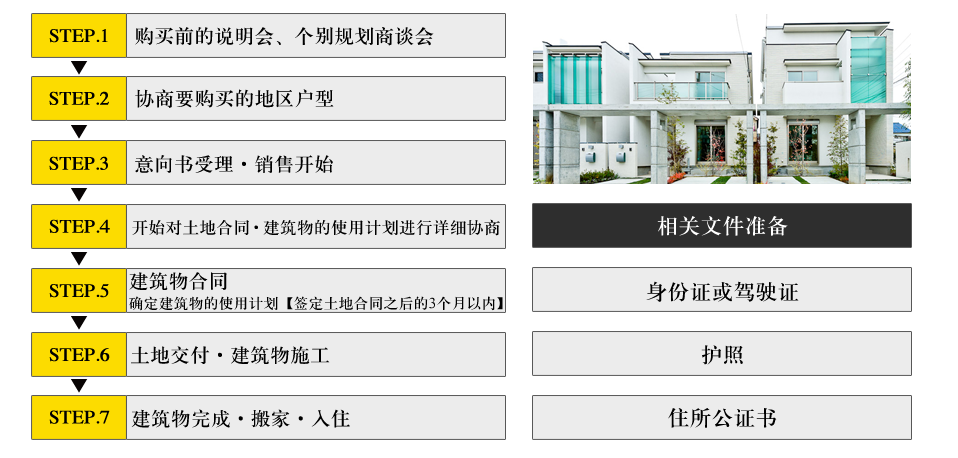 STEP.1 购买前的说明会、个别规划商谈会
STEP.2 协商要购买的地区户型
STEP.3 意向书受理・销售开始
STEP.4 开始对土地合同・建筑物的使用计划进行详细协商
STEP.5 建筑物合同
确定建筑物的使用计划【签定土地合同之后的3个月以内】
STEP.6 土地交付・建筑物施工
STEP.7 建筑物完成・搬家・入住
相关文件准备
身份证或驾驶证
护照
住所公证书